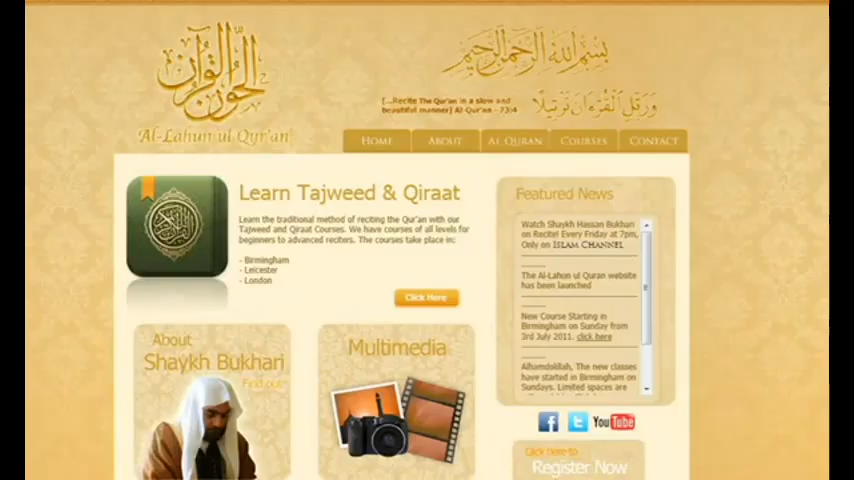 الحون القرآن
Al-Lahun ul Qur'an
بسم الله الرحمن الرحيم
[...Recite The Qur'an in a slow and
beautiful manner] Al-Qur'an -73:4
وَرَتِّلِ الْقُرْءَانَ تَرْتِيلًا
HOME
ABOUT
AL QURAN
COURSES
CONTACT
Learn Tajweed & Qiraat
Learn the traditional method of reciting the Qur'an with our
Tajweed and Qiraat Courses. We have courses of all levels for
beginners to advanced reciters. The courses take place in:
- Birmingham
- Leicester
- London
Click Here
Featured News
Watch Shaykh Hassan Bukhari
on Recite! Every Friday at 7pm,
Only on ISLAM CHANNEL
The Al-Lahon ul Quran website
has been launched
New Course Starting in
Birmingham on Sunday from
3rd July 2011. click here
Alhamdolillah, The new classes
have started in Birmingham on
Sundays. Limited spaces are
About
Shaykh Bukhari
Find out
Multimedia
YouTube
Click Here to
Register Now